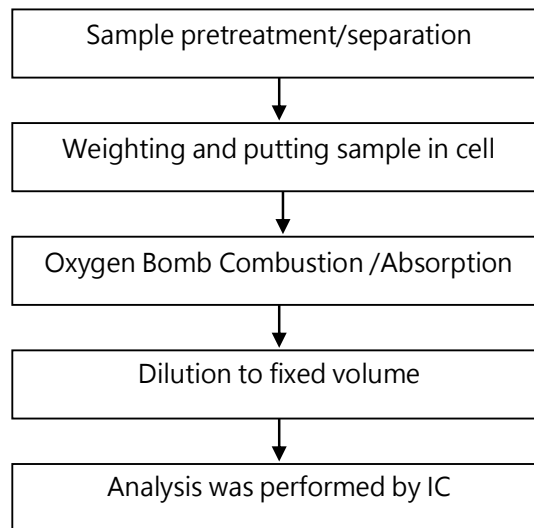 Sample pretreatment/separation
Weighting and putting sample in cell
Oxygen Bomb Combustion /Absorption
Dilution to fixed volume
Analysis was performed by IC